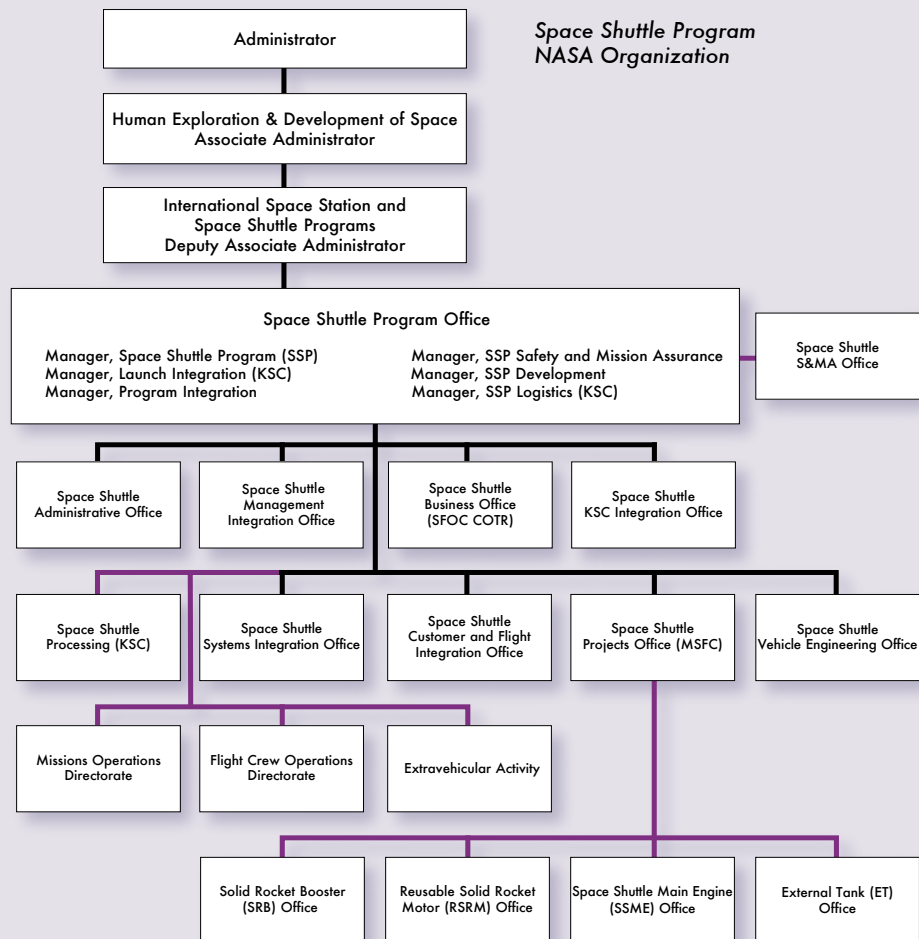 Space Shuttle Program
NASA Organization
Administrator
Human Exploration & Development of Space
Associate Administrator
International Space Station and
Space Shuttle Programs
Deputy Associate Administrator
Space Shuttle Program Office
Manager, Space Shuttle Program (SSP)
Manager, Launch Integration (KSC)
Manager, Program Integration
Manager, SSP Safety and Mission Assurance
Manager, SSP Development
Manager, SSP Logistics (KSC)
Space Shuttle
S&MA Office
Space Shuttle
Administrative Office
Space Shuttle
Management
Integration Office
Space Shuttle
Business Office
(SFOC COTR)
Space Shuttle
KSC Integration Office
Space Shuttle
Processing (KSC)
Space Shuttle
Systems Integration Office
Space Shuttle
Customer and Flight
Integration Office
Space Shuttle
Projects Office (MSFC)
Space Shuttle
Vehicle Engineering Office
Missions Operations
Directorate
Flight Crew Operations
Directorate
Extravehicular Activity
Solid Rocket Booster
(SRB) Office
Reusable Solid Rocket
Motor (RSRM) Office
Space Shuttle Main Engine
(SSME) Office
External Tank (ET)
Office